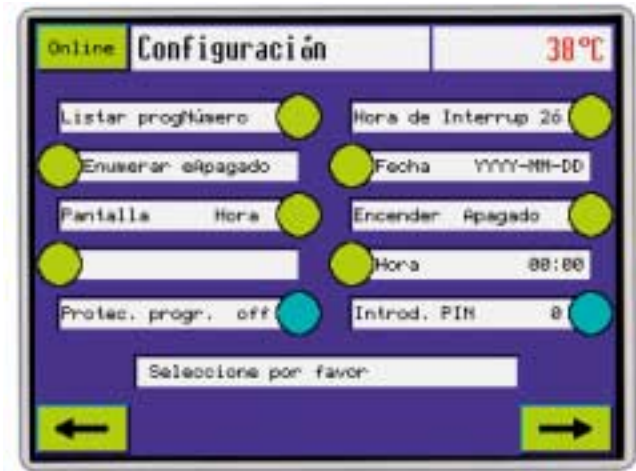 Online Configuración 38°C
Listar progNúmero Hora de Interrup 26
Enumerar eApagado Fecha YYYY-MM-DD
Pantalla Hora Encender Apagado
Hora 00:00
Protec. progr. off Introd. PIN 0
Seleccione por favor